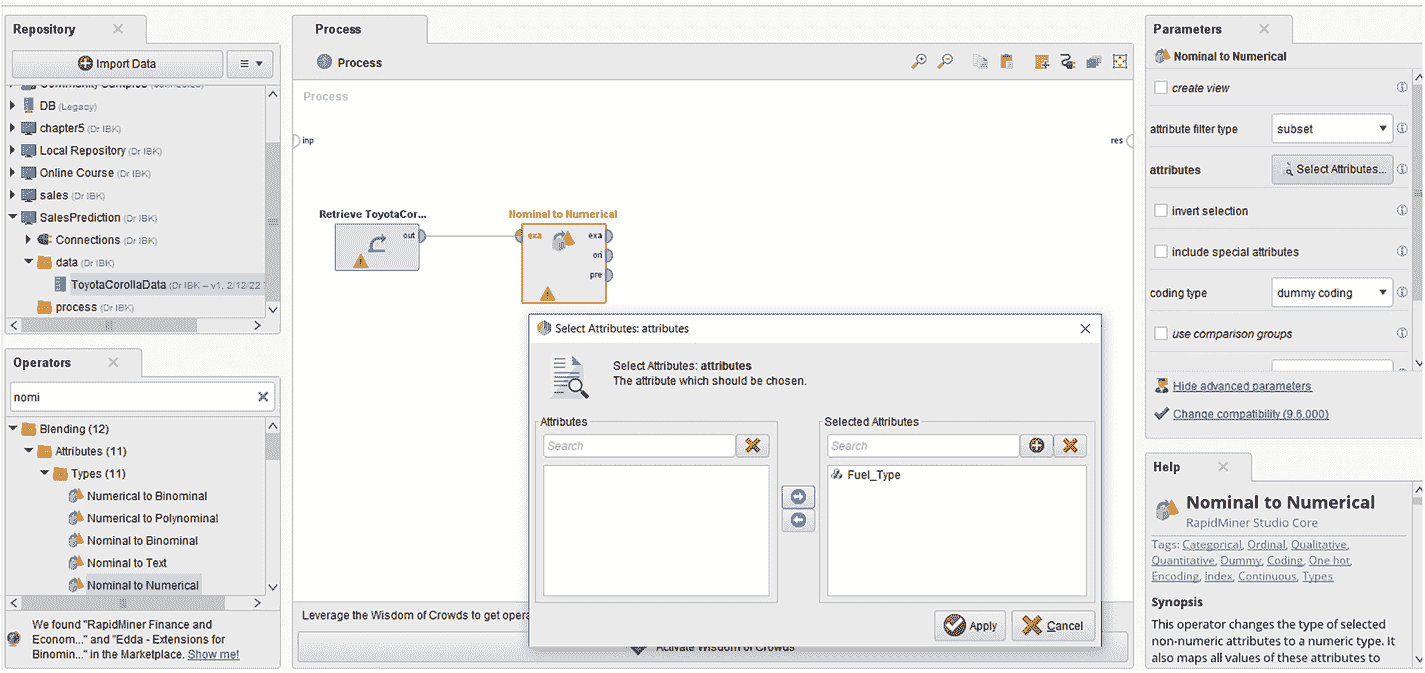 Repository
Import Data
Community Samples (connected)
DB (Legacy)
chapter5 (Dr IBK)
Local Repository (Dr IBK)
Online Course (Dr IBK)
sales (Dr IBK)
SalesPrediction (Dr IBK)
Connections (Dr IBK)
data (Dr IBK)
ToyotaCorollaData (Dr IBK – v1, 2/12/22
process (Dr IBK)
Operators
nomi
Blending (12)
Attributes (11)
Types (11)
Numerical to Binominal
Numerical to Polynominal
Nominal to Binominal
Nominal to Text
Nominal to Numerical
We found "RapidMiner Finance and
Econom..." and "Edda - Extensions for
Binomin..." in the Marketplace. Show me!
Process
Process
Process
inp
res
Retrieve ToyotaCor...
out
Nominal to Numerical
exa
exa
ori
pre
Leverage the Wisdom of Crowds to get opera
Activate Wisdom of Crowds
Select Attributes: attributes
Select Attributes: attributes
The attribute which should be chosen.
Attributes
Search
Selected Attributes
Search
Fuel_Type
Apply
Cancel
Parameters
Nominal to Numerical
create view
attribute filter type
subset
attributes
Select Attributes...
invert selection
include special attributes
coding type
dummy coding
use comparison groups
Hide advanced parameters
Change compatibility (9.6.000)
Help
Nominal to Numerical
RapidMiner Studio Core
Tags: Categorical, Ordinal, Qualitative,
Quantitative, Dummy, Coding, One hot,
Encoding, Index, Continuous, Types
Synopsis
This operator changes the type of selected
non-numeric attributes to a numeric type. It
also maps all values of these attributes to